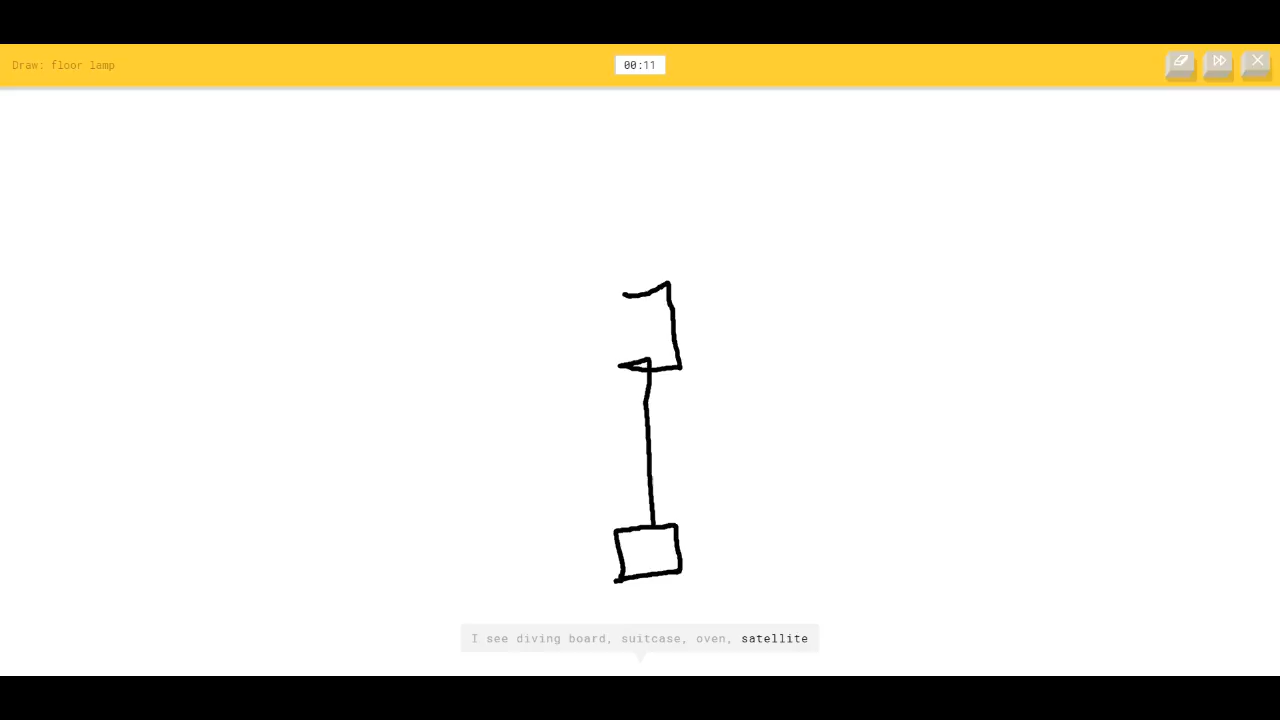 Draw: floor lamp
00:11
I see diving board, suitcase, oven, satellite